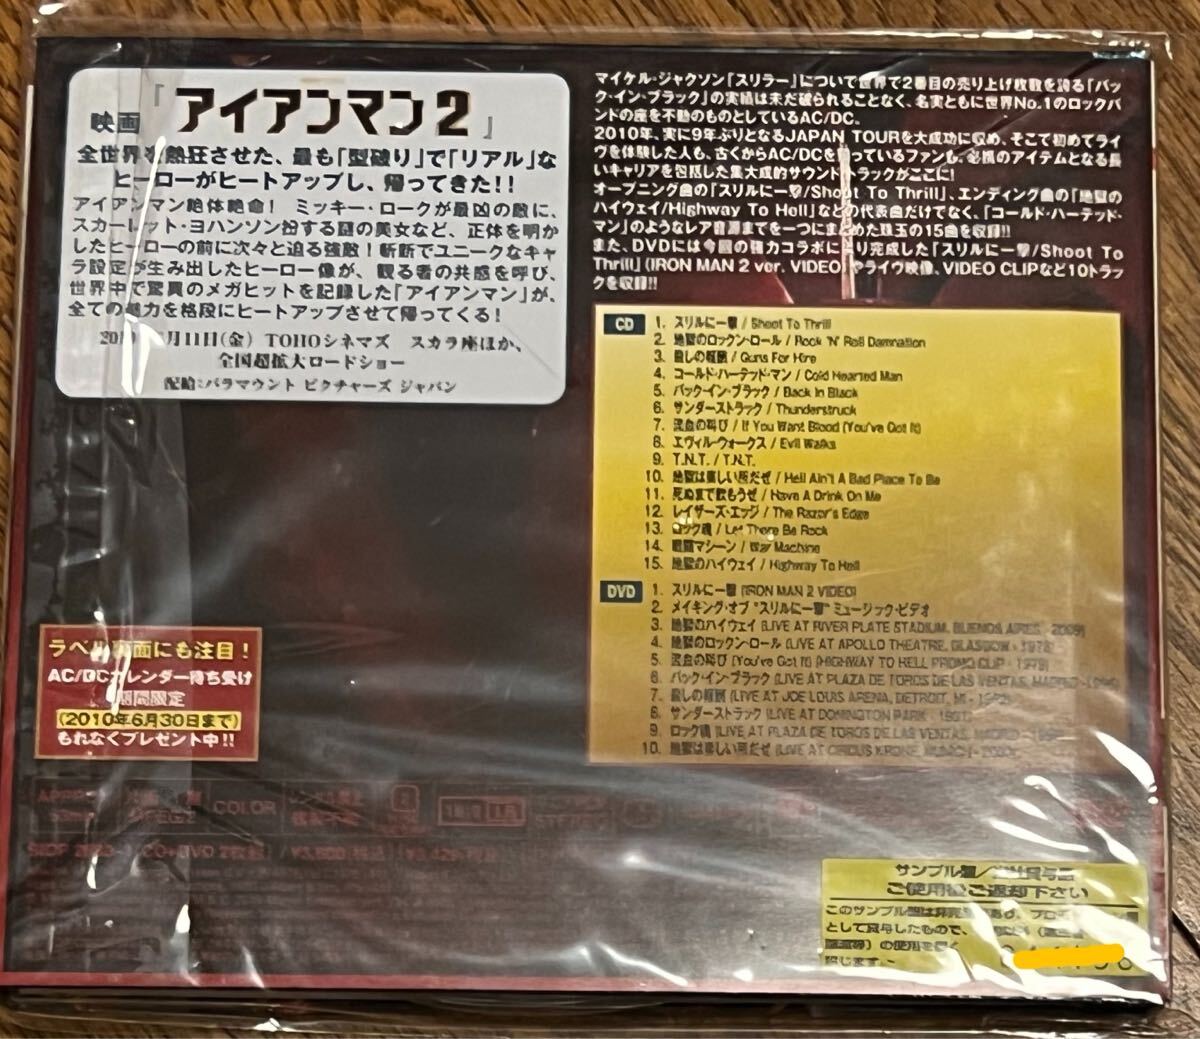 映画
『アイアンマン2』
全世界を熱狂させた、最も「型破り」で「リアル」な
ヒーローがヒートアップし、帰ってきた!!
アイアンマン絶体絶命! ミッキー・ロークが最凶の敵に、
スカーレット・ヨハンソン扮する謎の美女など、正体を明か
したヒーローの前に次々と迫る強敵!斬新でユニークなキャ
ラ設定が生み出したヒーロー像が、観る者の共感を呼び、
世界中で驚異のメガヒットを記録した「アイアンマン」が、
全ての魅力を格段にヒートアップさせて帰ってくる!
月11日(金) TOHOシネマズ スカラ座ほか、
全国超拡大ロードショー
配給:パラマウント ピクチャーズ ジャパン
マイケル・ジャクソン「スリラー」について世界で2番目の売り上げ枚数を誇る「バッ
ク・イン・ブラック」の実績は未だ破られることなく、名実ともに世界No.1のロックバ
ンドの座を不動のものとしているAC/DC。
2010年、実に9年ぶりとなるJAPAN TOURを大成功に収め、そこで初めてライ
ヴを体験した人も、古くからAC/DCを知っているファンも、必携のアイテムとなる長
いキャリアを包括した集大成的サウンドトラックがここに!
オープニング曲の「スリルに一撃/Shoot To Thrill」、エンディング曲の「地獄の
ハイウェイ/Highway To Hell」などの代表曲だけでなく、「コールド・ハーテッド・
マン」のようなレア音源までを一つにまとめた珠玉の15曲を収録!!
また、DVDには今回の強力コラボにより完成した「スリルに一撃/Shoot To
Thrill」(IRON MAN 2 ver. VIDEO)やライヴ映像、VIDEO CLIPなど10トラッ
クを収録!!
CD
1. スリルに一撃 / Shoot To Thrill
2. 地獄のロックン・ロール / Rock 'N' Roll Damnation
3. 殺しの報酬 / Guns For Hire
4. コールド・ハーテッド・マン / Cold Hearted Man
5. バック・イン・ブラック / Back In Black
6. サンダーストラック / Thunderstruck
7. 流血の叫び / If You Want Blood (You've Got It)
8. エヴィル・ウォークス / Evil Walks
9. T.N.T. / T.N.T.
10. 地獄は楽しい所だぜ / Hell Ain't A Bad Place To Be
11. 死ぬまで飲もうぜ / Have A Drink On Me
12. レイザーズ・エッジ / The Razor's Edge
13. ロック魂 / Let There Be Rock
14. 戦闘マシーン / War Machine
15. 地獄のハイウェイ / Highway To Hell
DVD
1. スリルに一撃 (IRON MAN 2 VIDEO)
2. メイキング・オブ "スリルに一撃" ミュージック・ビデオ
3. 地獄のハイウェイ (LIVE AT RIVER PLATE STADIUM, BUENOS AIRES - 2009)
4. 地獄のロックン・ロール (LIVE AT APOLLO THEATRE, GLASGOW - 1978)
5. 流血の叫び (You've Got It) (HIGHWAY TO HELL PROMO CLIP - 1979)
6. バック・イン・ブラック (LIVE AT PLAZA DE TOROS DE LAS VENTAS, MADRID
7. 殺しの報酬 (LIVE AT JOE LOUIS ARENA, DETROIT, MI - 1983)
8. サンダーストラック (LIVE AT DONINGTON PARK - 1991)
9. ロック魂 (LIVE AT PLAZA DE TOROS DE LAS VENTAS, MADRID
10. 地獄は楽しい所だぜ (LIVE AT CIRCUS KRONE, MUNICH - 2003)
ラベル裏面にも注目!
AC/DCカレンダー待ち受け
期間限定
(2010年6月30日まで)
もれなくプレゼント中!!
COLOR
サンプル盤/
ご使用後ご返却下さい
このサンプル盤は非売品であり、
として貸与したもので、
の使用を